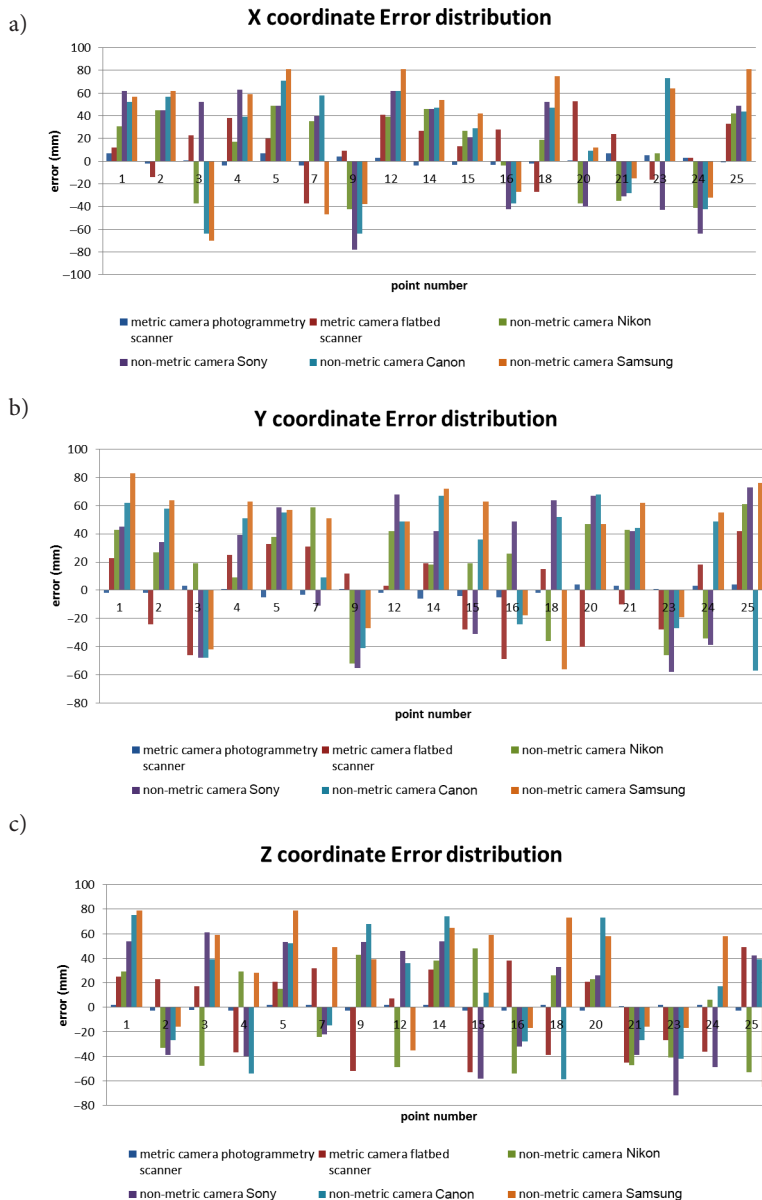 a)
X coordinate Error distribution
100
80
60
40
20
0
−20
−40
−60
−80
−100
error (mm)
1 2 3 4 5 7 9 12 14 15 16 18 20 21 23 24 25
point number
metric camera photogrammetry scanner
metric camera flatbed scanner
non-metric camera Nikon
non-metric camera Sony
non-metric camera Canon
non-metric camera Samsung
b)
Y coordinate Error distribution
100
80
60
40
20
0
−20
−40
−60
−80
error (mm)
1 2 3 4 5 7 9 12 14 15 16 18 20 21 23 24 25
point number
metric camera photogrammetry scanner
metric camera flatbed scanner
non-metric camera Nikon
non-metric camera Sony
non-metric camera Canon
non-metric camera Samsung
c)
Z coordinate Error distribution
100
80
60
40
20
0
−20
−40
−60
−80
error (mm)
1 2 3 4 5 7 9 12 14 15 16 18 20 21 23 24 25
point number
metric camera photogrammetry scanner
metric camera flatbed scanner
non-metric camera Nikon
non-metric camera Sony
non-metric camera Canon
non-metric camera Samsung